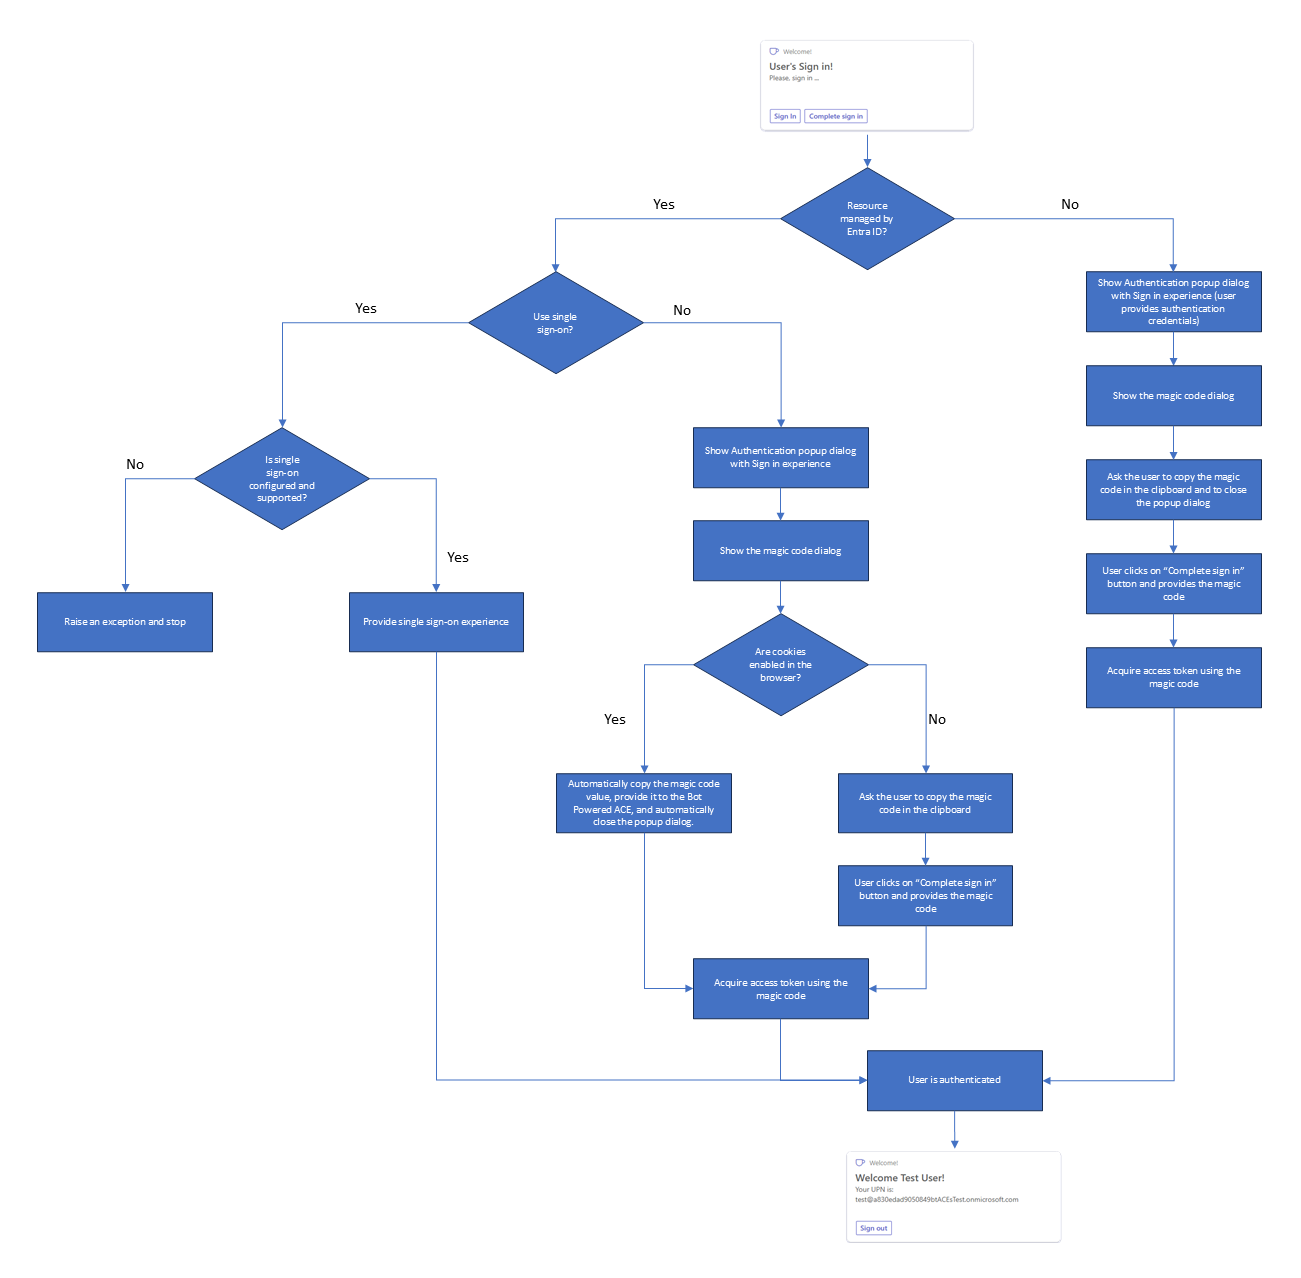 Welcome!
User's Sign in!
Please, sign in ...
Sign In
Complete sign in
Resource
managed by
Entra ID?
Yes
No
Use single
sign-on?
Yes
No
Show Authentication popup dialog
with Sign in experience (user
provides authentication
credentials)
Show the magic code dialog
Ask the user to copy the magic
code in the clipboard and to close
the popup dialog
User clicks on “Complete sign in”
button and provides the magic
code
Acquire access token using the
magic code
Is single
sign-on
configured and
supported?
No
Yes
Raise an exception and stop
Provide single sign-on experience
Show Authentication popup dialog
with Sign in experience
Show the magic code dialog
Are cookies
enabled in the
browser?
Yes
No
Automatically copy the magic code
value, provide it to the Bot
Powered ACE, and automatically
close the popup dialog.
Ask the user to copy the magic
code in the clipboard
User clicks on “Complete sign in”
button and provides the magic
code
Acquire access token using the
magic code
User is authenticated
Welcome!
Welcome Test User!
Your UPN is:
test@a830edad9050849btACEsTest.onmicrosoft.com
Sign out